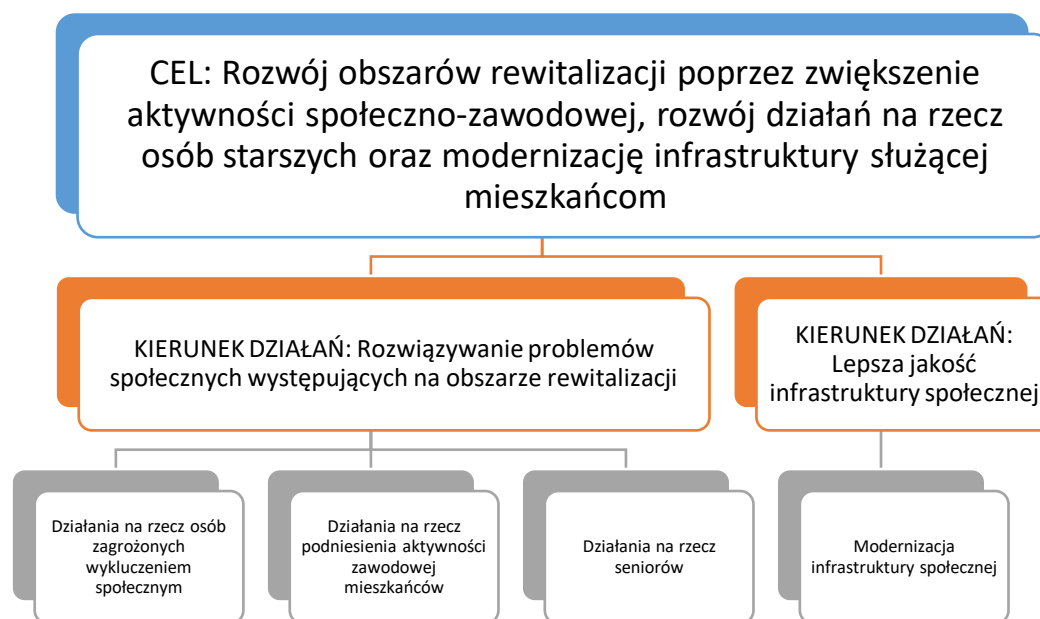 CEL: Rozwój obszarów rewitalizacji poprzez zwiększenie
aktywności społeczno-zawodowej, rozwój działań na rzecz
osób starszych oraz modernizację infrastruktury służącej
mieszkańcom
KIERUNEK DZIAŁAŃ: Rozwiązywanie problemów
społecznych występujących na obszarze rewitalizacji
KIERUNEK DZIAŁAŃ:
Lepsza jakość
infrastruktury społecznej
Działania na rzecz osób
zagrożonych
wykluczeniem
społecznym
Działania na rzecz
podniesienia aktywności
zawodowej
mieszkańców
Działania na rzecz
seniorów
Modernizacja
infrastruktury społecznej